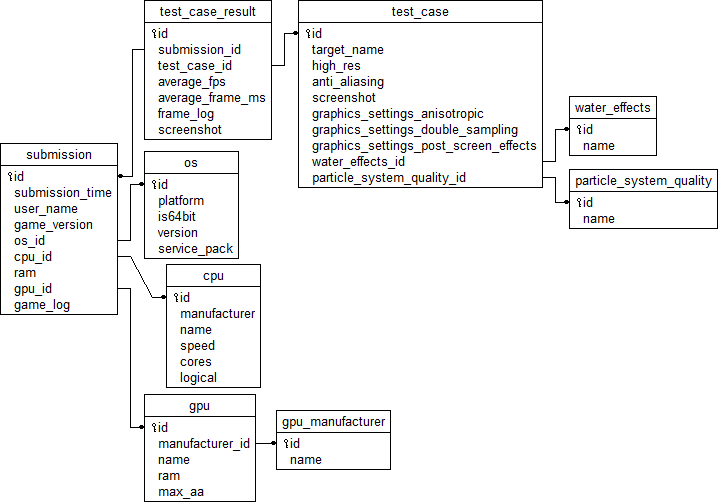 test_case_result
id
submission_id
test_case_id
average_fps
average_frame_ms
frame_log
screenshot
test_case
id
target_name
high_res
anti_aliasing
screenshot
graphics_settings_anisotropic
graphics_settings_double_sampling
graphics_settings_post_screen_effects
water_effects_id
particle_system_quality_id
water_effects
id
name
particle_system_quality
id
name
submission
id
submission_time
user_name
game_version
os_id
cpu_id
ram
gpu_id
game_log
os
id
platform
is64bit
version
service_pack
cpu
id
manufacturer
name
speed
cores
logical
gpu
id
manufacturer_id
name
ram
max_aa
gpu_manufacturer
id
name